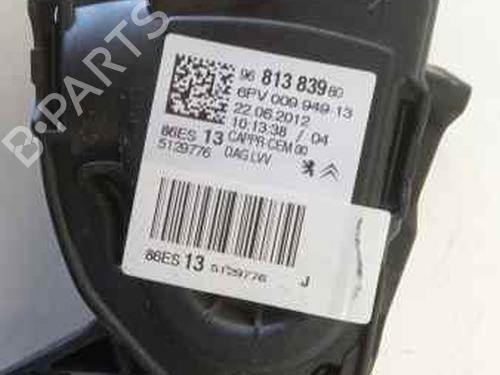 96 813 839 80
6PV 009 949-13
22.06.2012
10:13:38 / 04
86ES 13 CAPPR-CEM 00
5129776 DAG LVV
86ES 13 5129776 J
B-PARTS